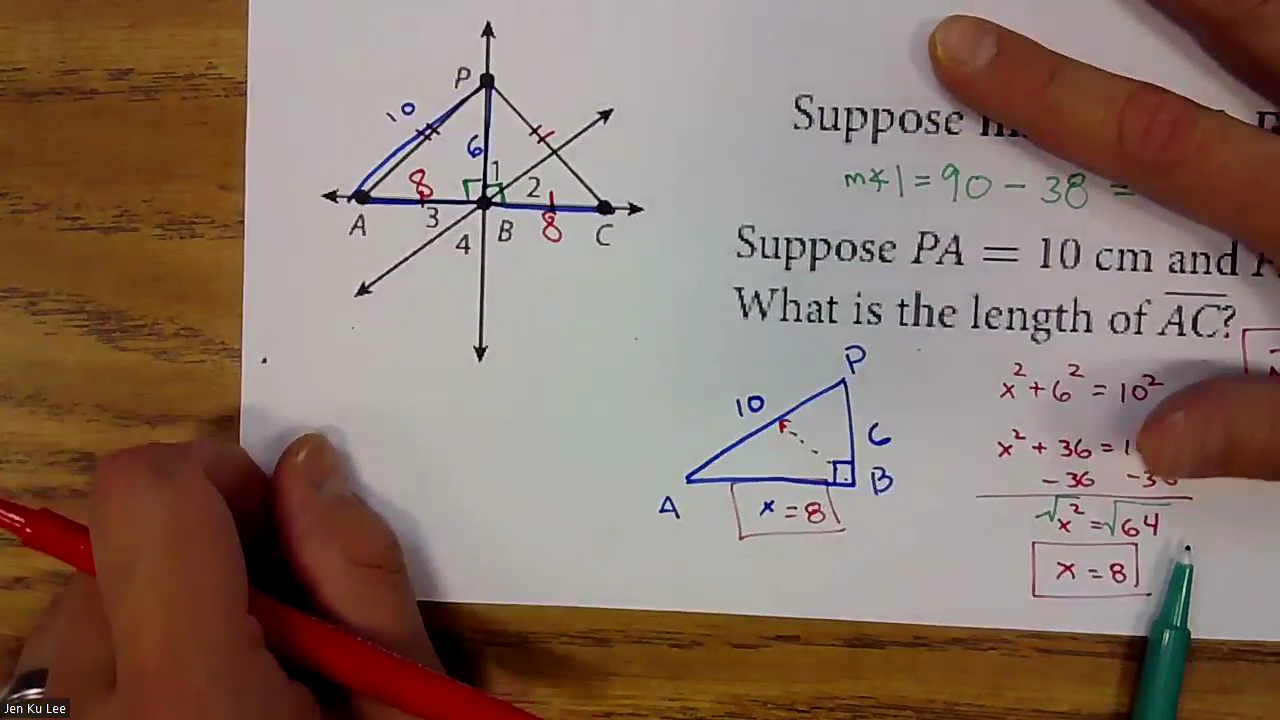 P
10
6
1
8
2
A
3
4
B
8
C
Suppose
m∡1 = 90 - 38 =
Suppose PA = 10 cm and
What is the length of AC?
P
10
6
A
B
x = 8
x² + 6² = 10²
x² + 36 = 1
- 36 - 36
√x² = √64
x = 8
Jen Ku Lee